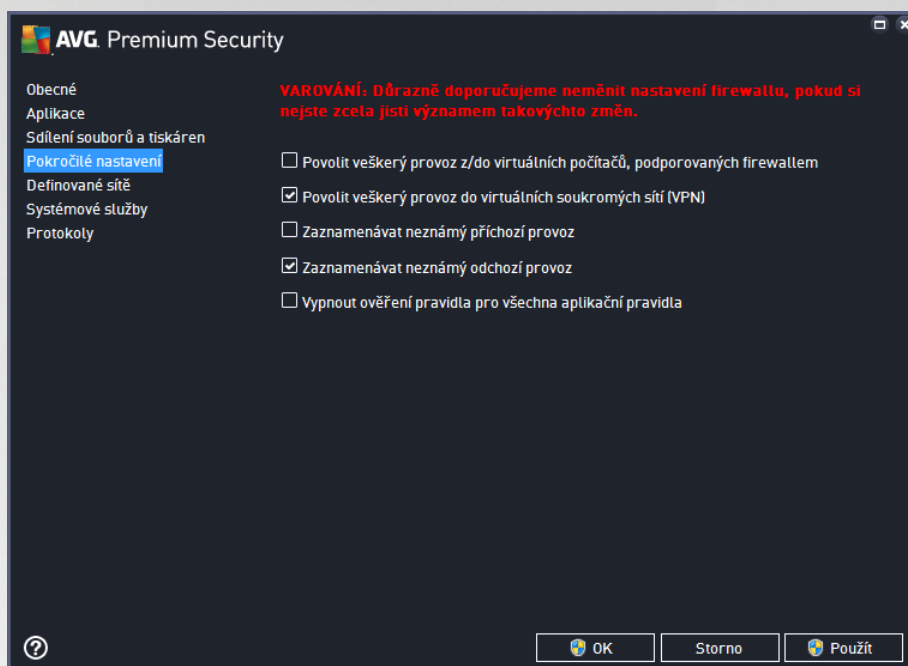 AVG. Premium Security
Obecné
Aplikace
Sdílení souborů a tiskáren
Pokročilé nastavení
Definované sítě
Systémové služby
Protokoly
VAROVÁNÍ: Důrazně doporučujeme neměnit nastavení firewallu, pokud si
nejste zcela jisti významem takovýchto změn.
Povolit veškerý provoz z/do virtuálních počítačů, podporovaných firewallem
Povolit veškerý provoz do virtuálních soukromých sítí (VPN)
Zaznamenávat neznámý příchozí provoz
Zaznamenávat neznámý odchozí provoz
Vypnout ověření pravidla pro všechna aplikační pravidla
?
OK
Storno
Použít